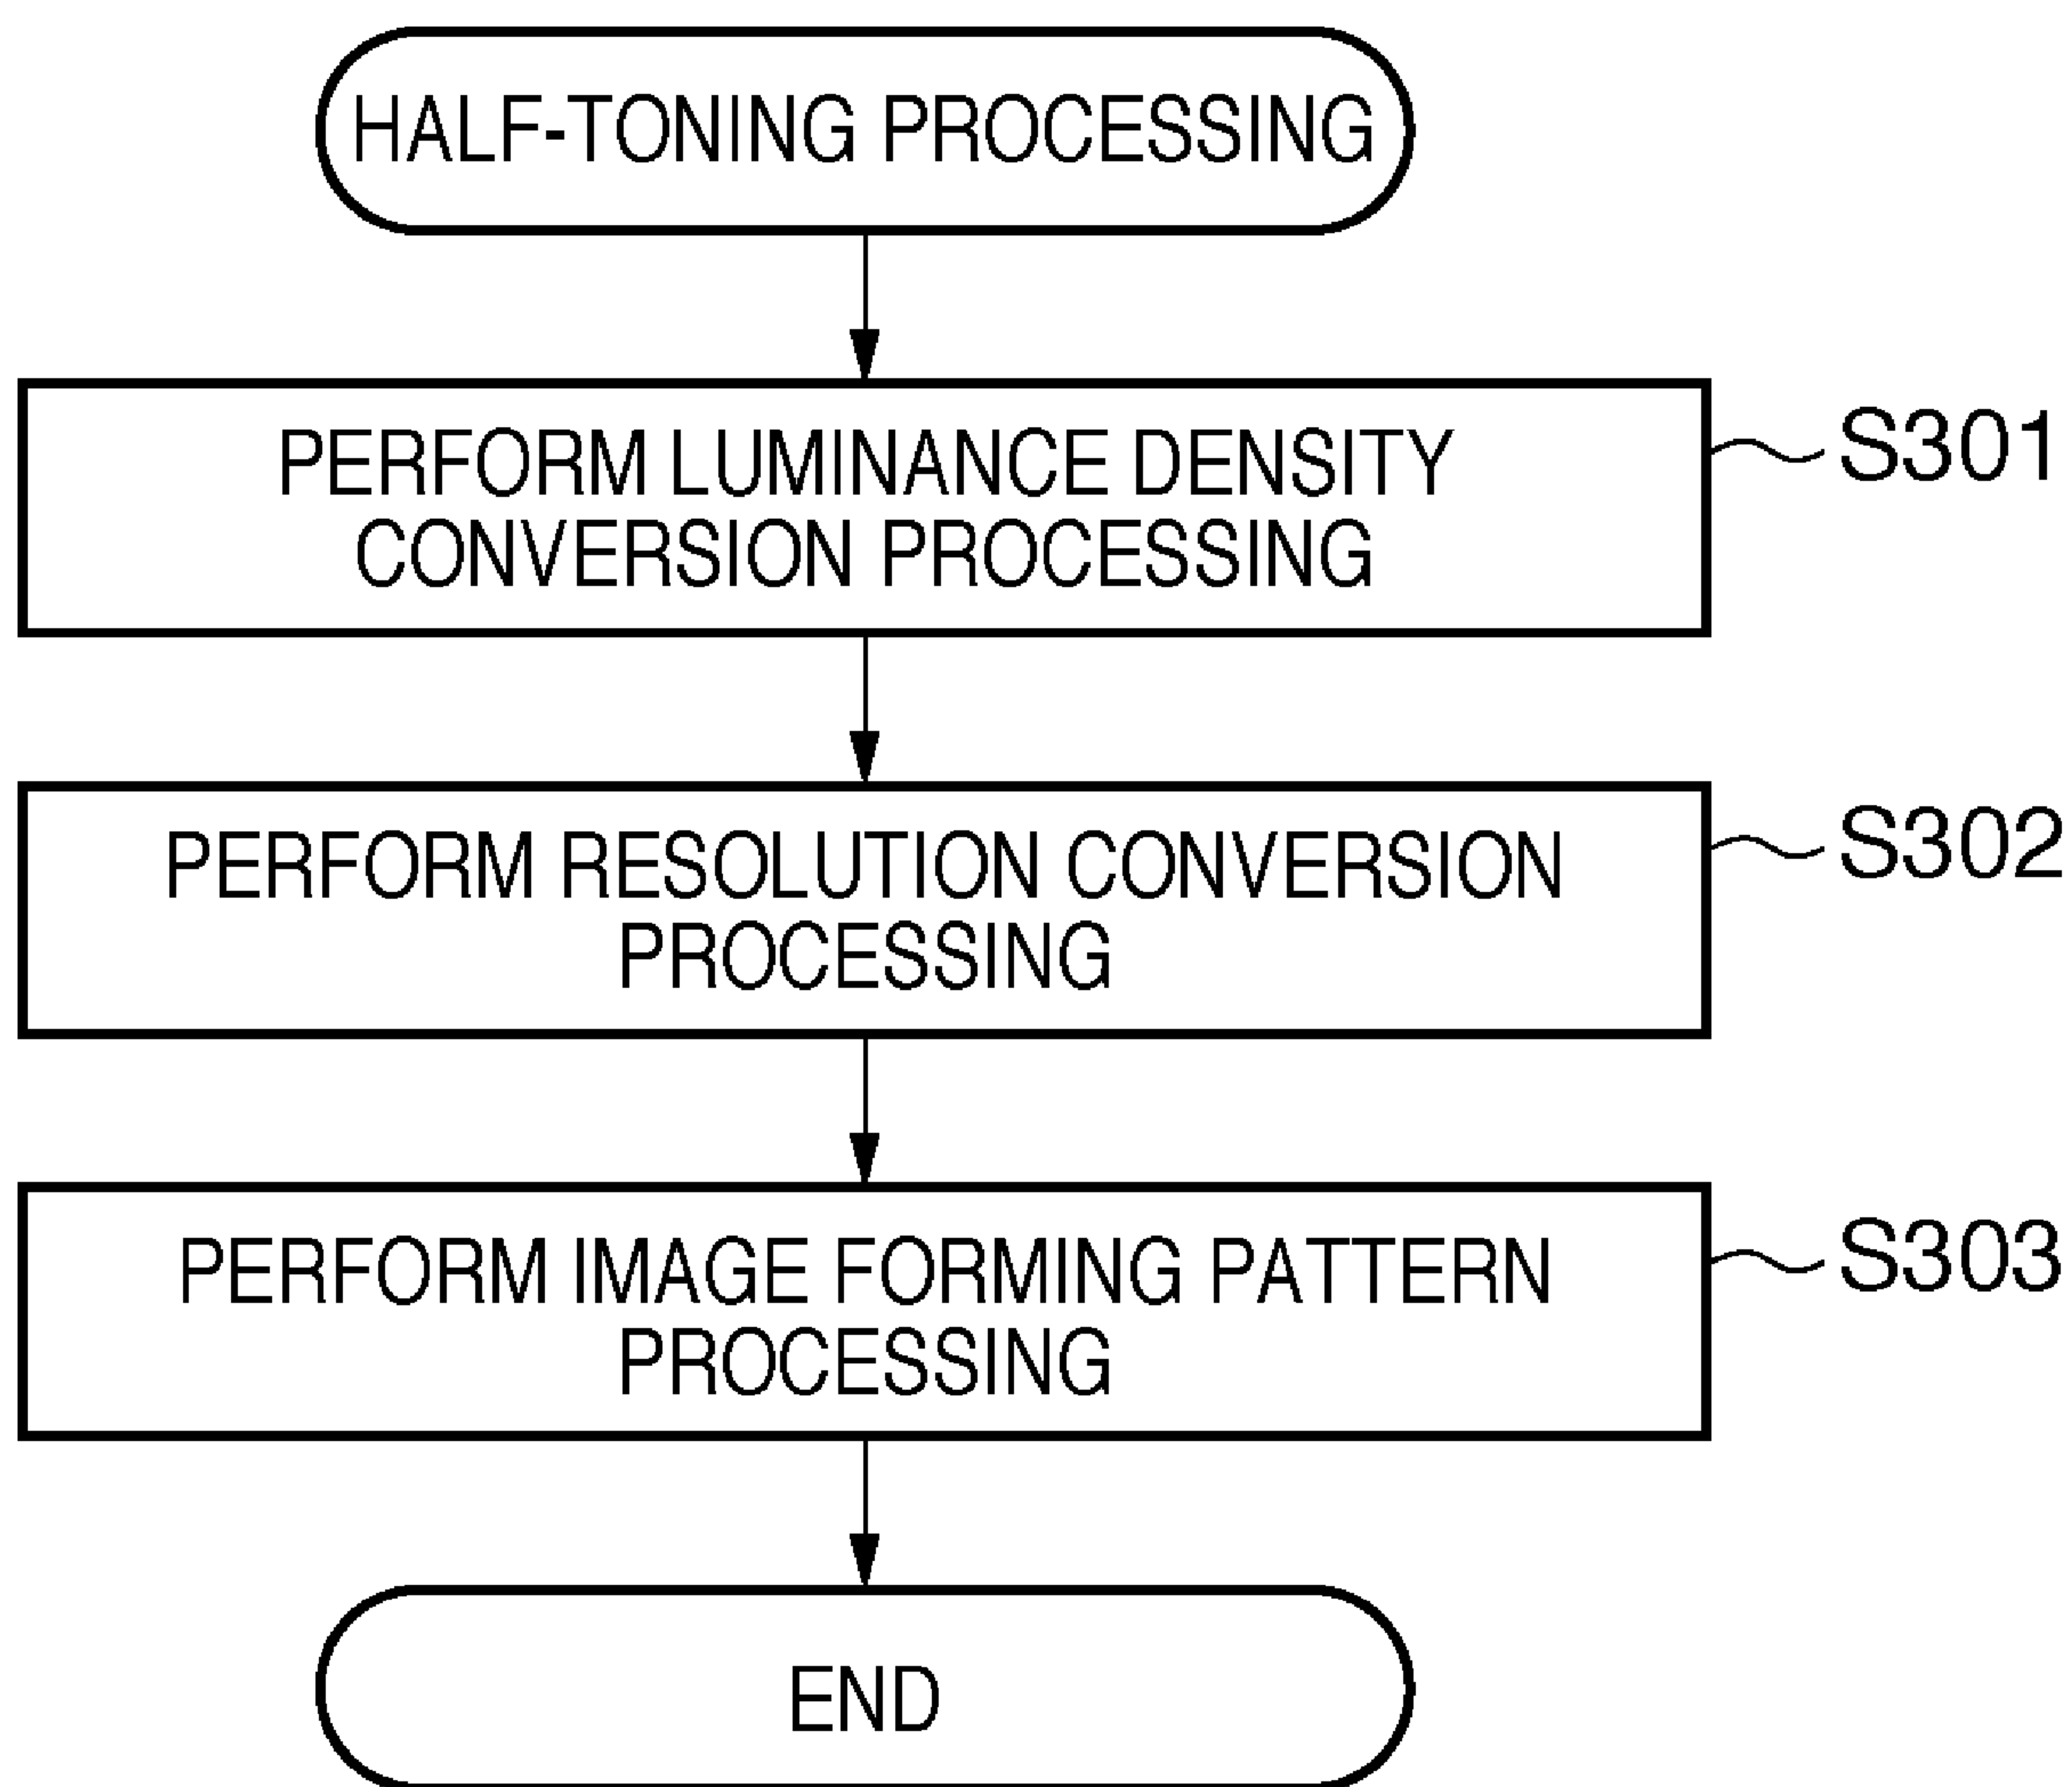 HALF-TONING PROCESSING
PERFORM LUMINANCE DENSITY
CONVERSION PROCESSING
S301
PERFORM RESOLUTION CONVERSION
PROCESSING
S302
PERFORM IMAGE FORMING PATTERN
PROCESSING
S303
END